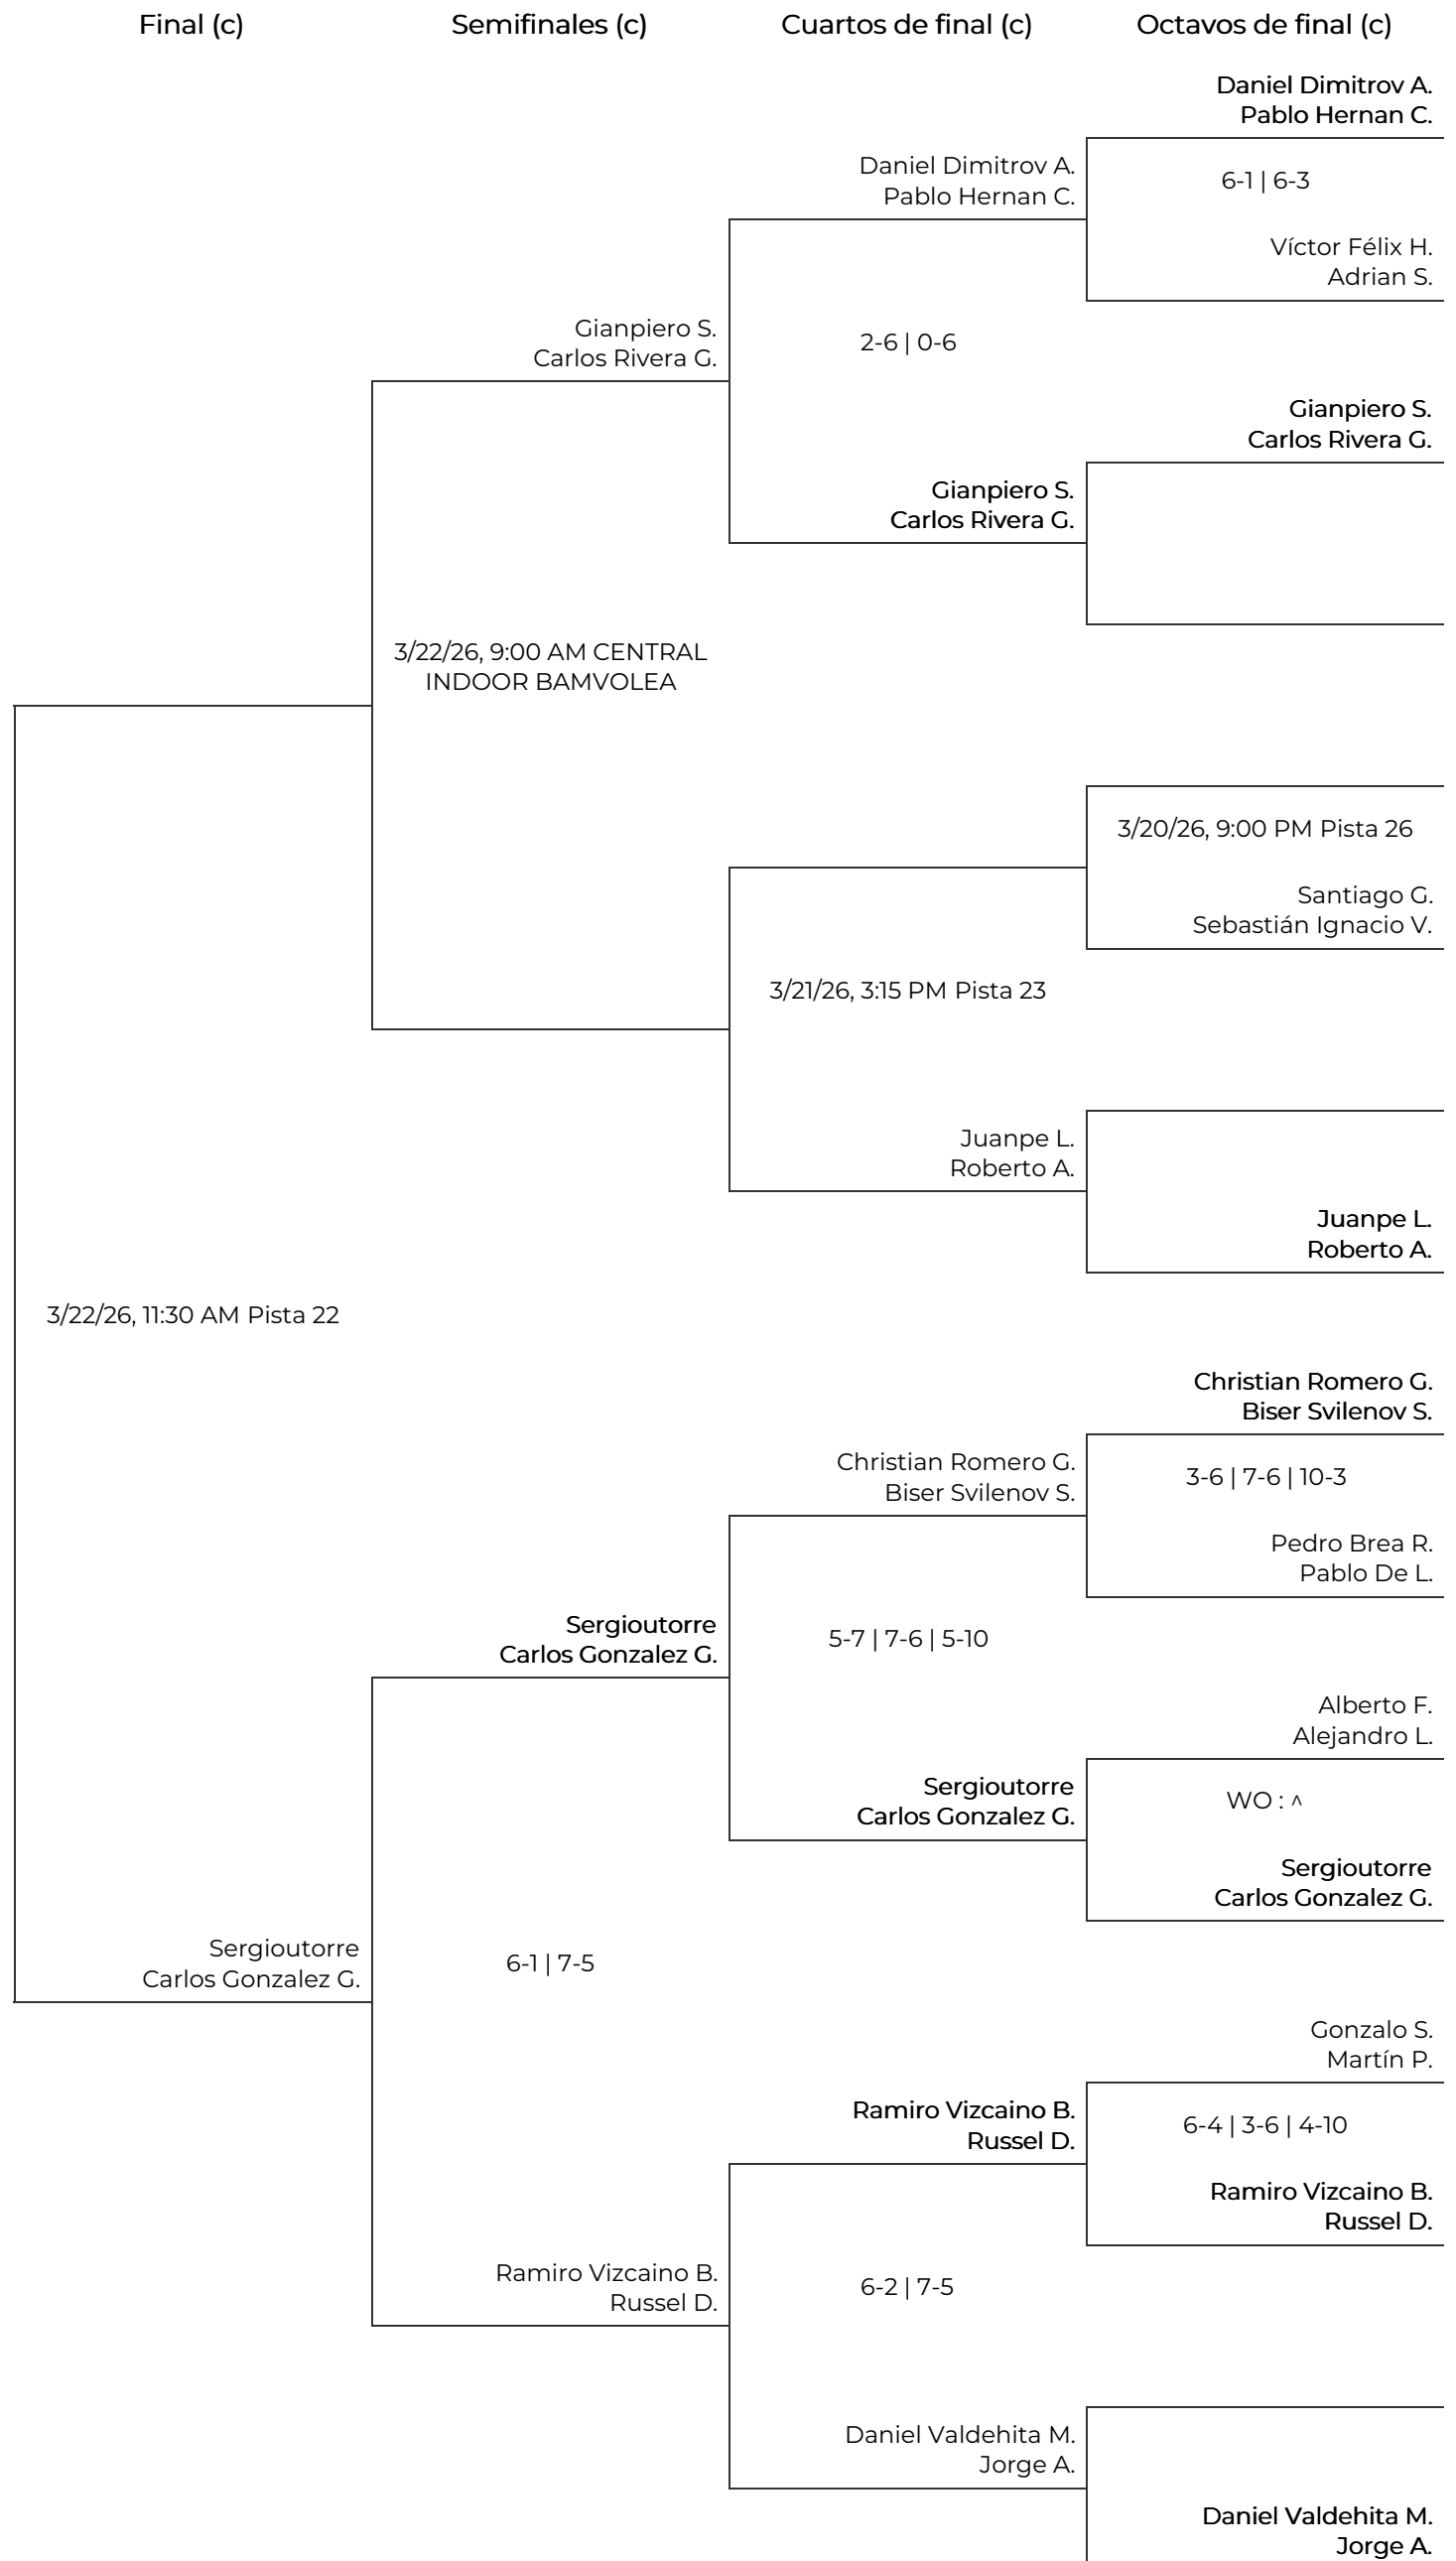 Final (c)
Semifinales (c)
Cuartos de final (c)
Octavos de final (c)
Daniel Dimitrov A.
Pablo Hernan C.
Daniel Dimitrov A.
Pablo Hernan C.
6-1 | 6-3
Víctor Félix H.
Adrian S.
Gianpiero S.
Carlos Rivera G.
2-6 | 0-6
Gianpiero S.
Carlos Rivera G.
Gianpiero S.
Carlos Rivera G.
3/22/26, 9:00 AM CENTRAL
INDOOR BAMVOLEA
3/20/26, 9:00 PM Pista 26
Santiago G.
Sebastián Ignacio V.
3/21/26, 3:15 PM Pista 23
Juanpe L.
Roberto A.
Juanpe L.
Roberto A.
3/22/26, 11:30 AM Pista 22
Christian Romero G.
Biser Svilenov S.
Christian Romero G.
Biser Svilenov S.
3-6 | 7-6 | 10-3
Pedro Brea R.
Pablo De L.
Sergioutorre
Carlos Gonzalez G.
5-7 | 7-6 | 5-10
Alberto F.
Alejandro L.
Sergioutorre
Carlos Gonzalez G.
WO : ^
Sergioutorre
Carlos Gonzalez G.
Sergioutorre
Carlos Gonzalez G.
6-1 | 7-5
Gonzalo S.
Martín P.
Ramiro Vizcaino B.
Russel D.
6-4 | 3-6 | 4-10
Ramiro Vizcaino B.
Russel D.
Ramiro Vizcaino B.
Russel D.
6-2 | 7-5
Daniel Valdehita M.
Jorge A.
Daniel Valdehita M.
Jorge A.